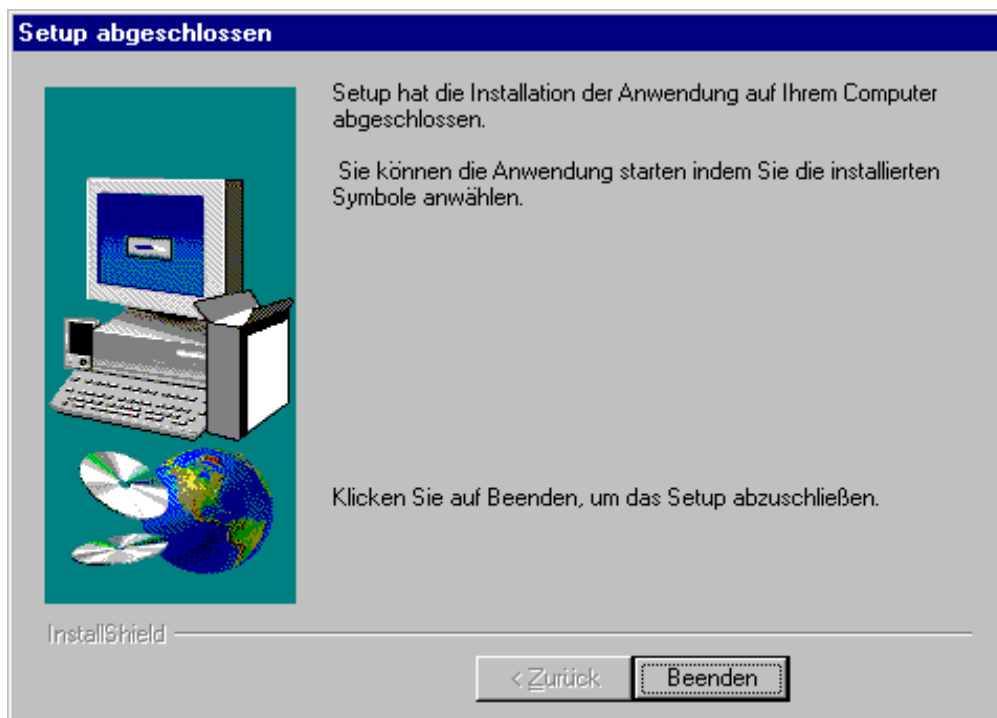 Setup abgeschlossen
Setup hat die Installation der Anwendung auf Ihrem Computer
abgeschlossen.
Sie können die Anwendung starten indem Sie die installierten
Symbole anwählen.
Klicken Sie auf Beenden, um das Setup abzuschließen.
InstallShield
< Zurück
Beenden